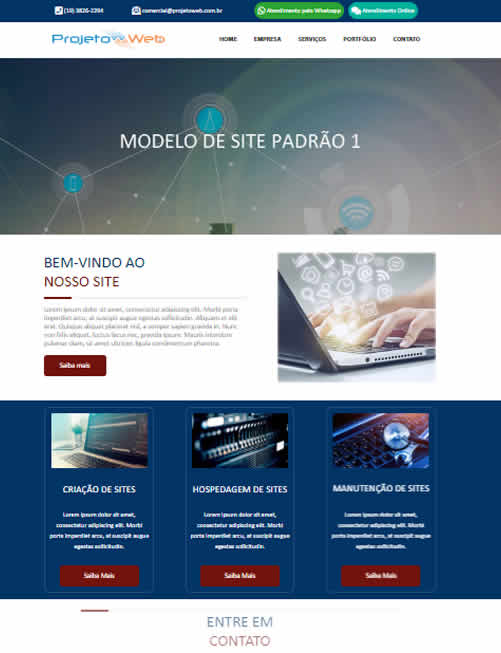 (19) 3826-2204 comercial@projetoweb.com.br Atendimento pelo Whatsapp Atendimento Online
Projeto Web HOME EMPRESA SERVIÇOS PORTFÓLIO CONTATO
MODELO DE SITE PADRÃO 1
BEM-VINDO AO
NOSSO SITE
Lorem ipsum dolor sit amet, consectetur adipiscing elit. Morbi porta
imperdiet arcu, at suscipit augue egestas sollicitudin. Aliquam et elit
erat. Quisque aliquet placerat nisl, a semper sapien gravida in. Nunc
non felis aliquet, luctus lacus nec, gravida ipsum. Mauris interdum
pulvinar diam, sit amet ultrices ligula condimentum pharetra.
Saiba mais
CRIAÇÃO DE SITES
Lorem ipsum dolor sit amet,
consectetur adipiscing elit. Morbi
porta imperdiet arcu, at suscipit augue
egestas sollicitudin.
Saiba Mais
HOSPEDAGEM DE SITES
Lorem ipsum dolor sit amet,
consectetur adipiscing elit. Morbi
porta imperdiet arcu, at suscipit augue
egestas sollicitudin.
Saiba Mais
MANUTENÇÃO DE SITES
Lorem ipsum dolor sit amet,
consectetur adipiscing elit. Morbi
porta imperdiet arcu, at suscipit augue
egestas sollicitudin.
Saiba Mais
ENTRE EM
CONTATO